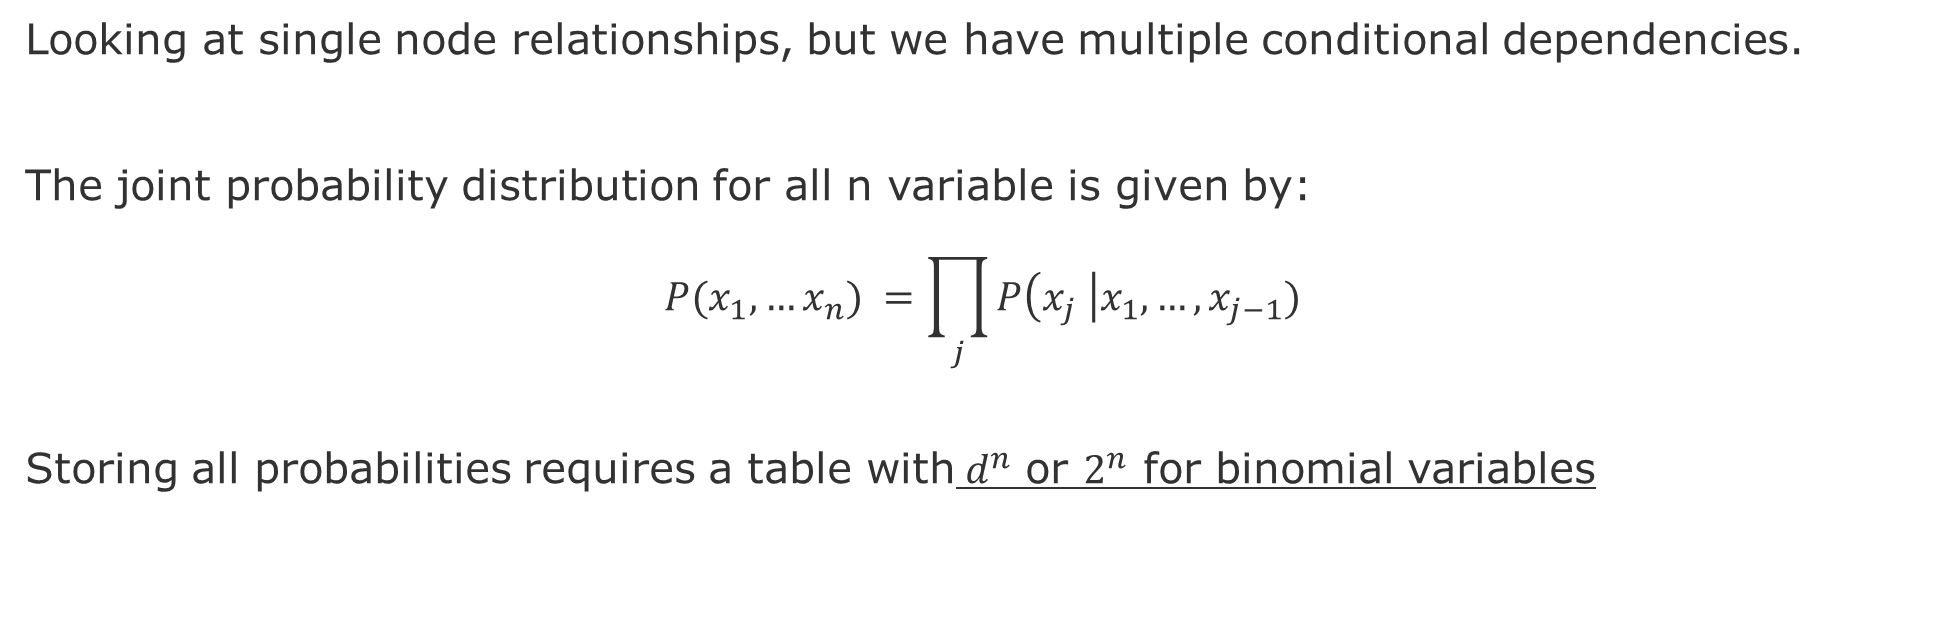 Looking at single node relationships, but we have multiple conditional dependencies.
The joint probability distribution for all n variable is given by:
P(x₁, … xₙ) = ∏ⱼ P(xⱼ |x₁, … , xⱼ₋₁)
Storing all probabilities requires a table with dⁿ or 2ⁿ for binomial variables